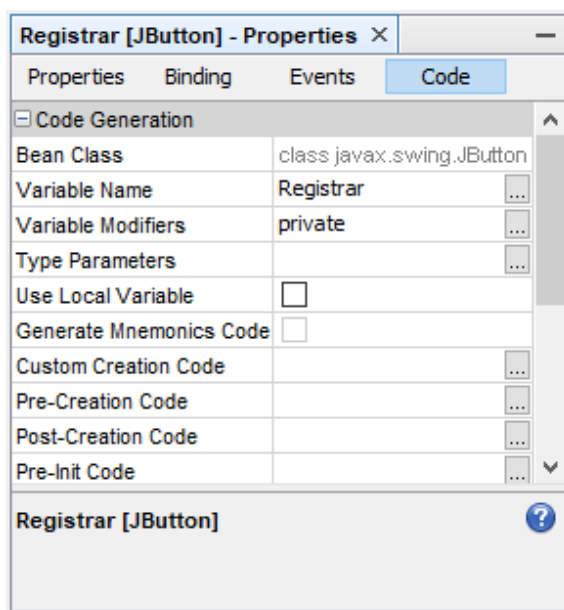 Registrar [JButton] - Properties ×
Properties Binding Events Code
Code Generation
Bean Class class javax.swing.JButton
Variable Name Registrar ...
Variable Modifiers private ...
Type Parameters ...
Use Local Variable
Generate Mnemonics Code
Custom Creation Code ...
Pre-Creation Code ...
Post-Creation Code ...
Pre-Init Code ...
Registrar [JButton] ?